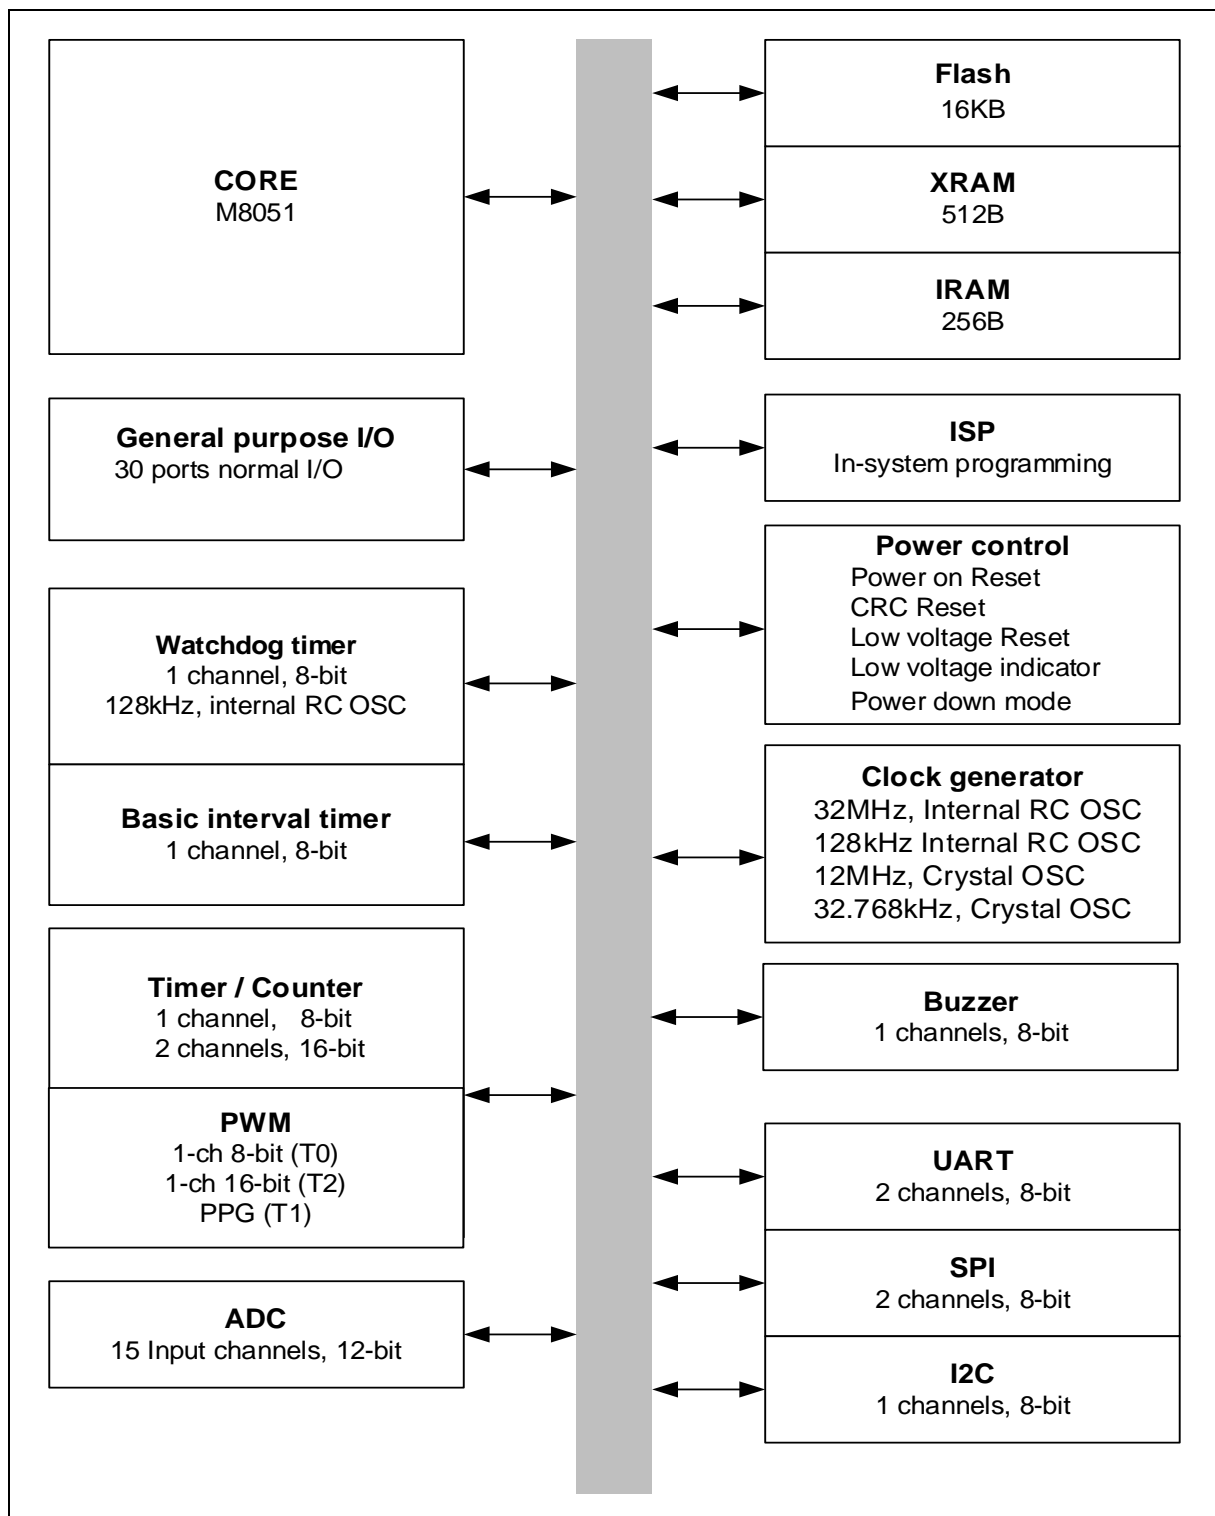 CORE
M8051
General purpose I/O
30 ports normal I/O
Watchdog timer
1 channel, 8-bit
128kHz, internal RC OSC
Basic interval timer
1 channel, 8-bit
Timer / Counter
1 channel, 8-bit
2 channels, 16-bit
PWM
1-ch 8-bit (T0)
1-ch 16-bit (T2)
PPG (T1)
ADC
15 Input channels, 12-bit
Flash
16KB
XRAM
512B
IRAM
256B
ISP
In-system programming
Power control
Power on Reset
CRC Reset
Low voltage Reset
Low voltage indicator
Power down mode
Clock generator
32MHz, Internal RC OSC
128kHz Internal RC OSC
12MHz, Crystal OSC
32.768kHz, Crystal OSC
Buzzer
1 channels, 8-bit
UART
2 channels, 8-bit
SPI
2 channels, 8-bit
I2C
1 channels, 8-bit